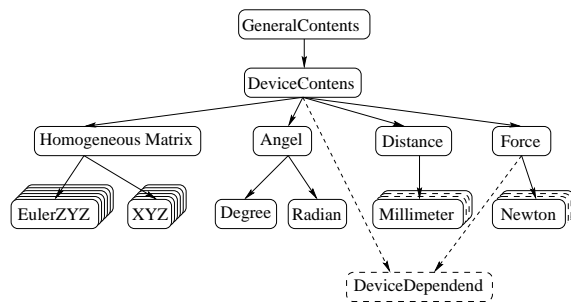 GeneralContents
DeviceContens
Homogeneous Matrix
Angel
Distance
Force
EulerZYZ
XYZ
Degree
Radian
Millimeter
Newton
DeviceDependend